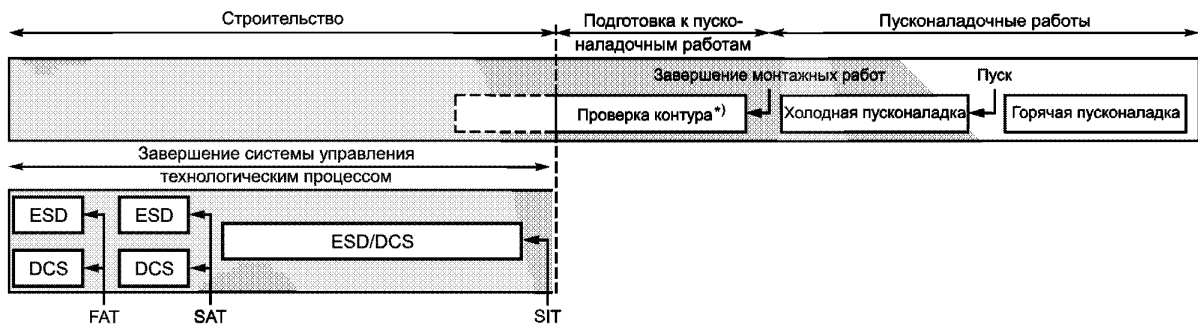 Строительство
Подготовка к пуско-
наладочным работам
Пусконаладочные работы
Завершение монтажных работ
Пуск
Проверка контура*)
Холодная пусконаладка
Горячая пусконаладка
Завершение системы управления
технологическим процессом
ESD
ESD
ESD/DCS
DCS
DCS
FAT
SAT
SIT